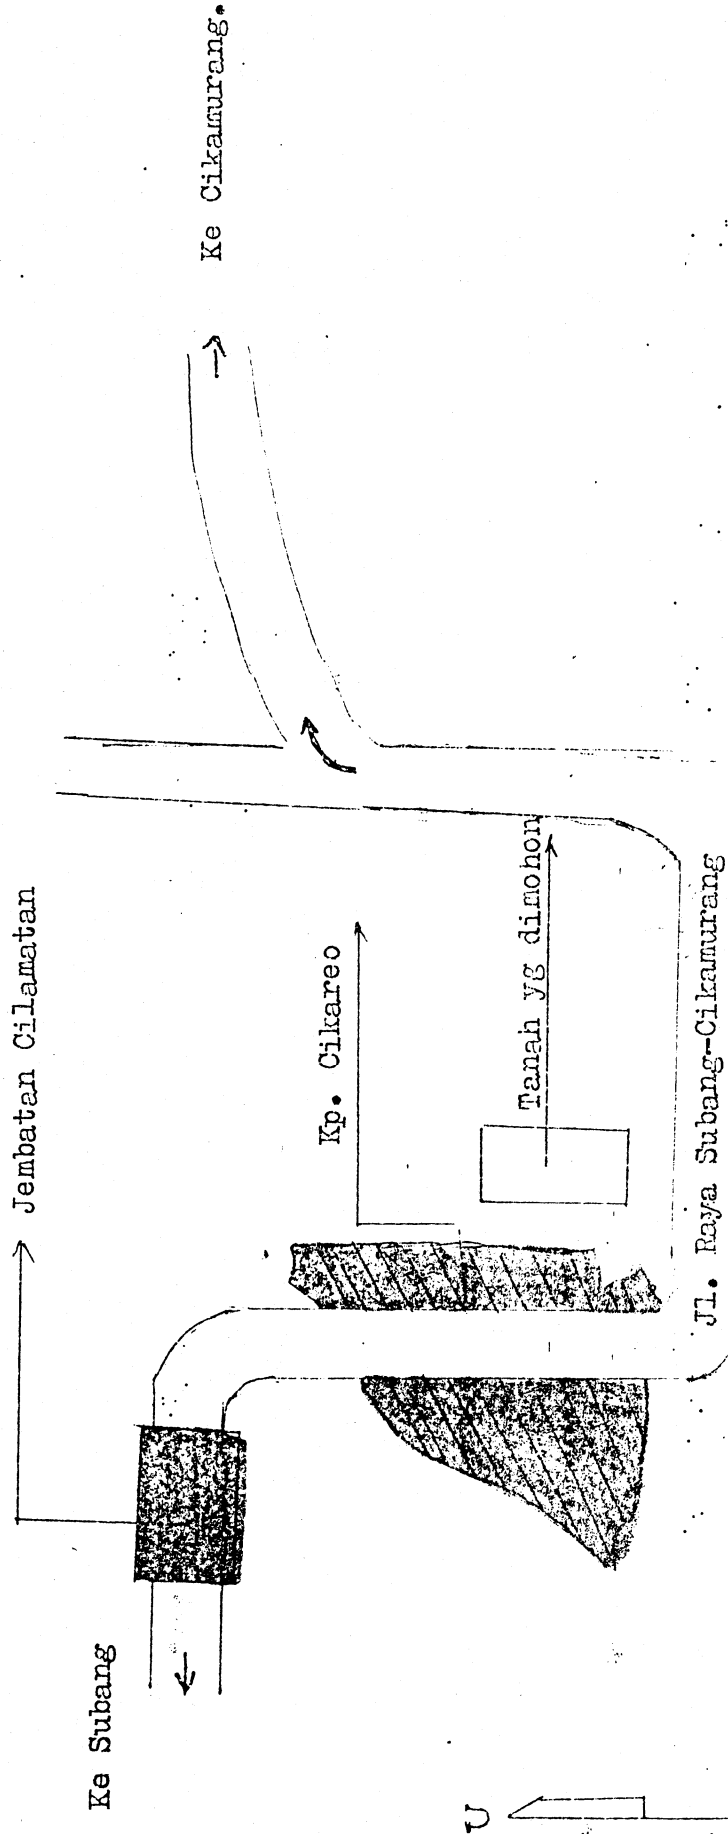 Ke Subang
Jembatan Cilamatan
Ke Cikamurang.
Kp. Cikareo
Tanah yg dimohon
Jl. Raya Subang-Cikamurang
U